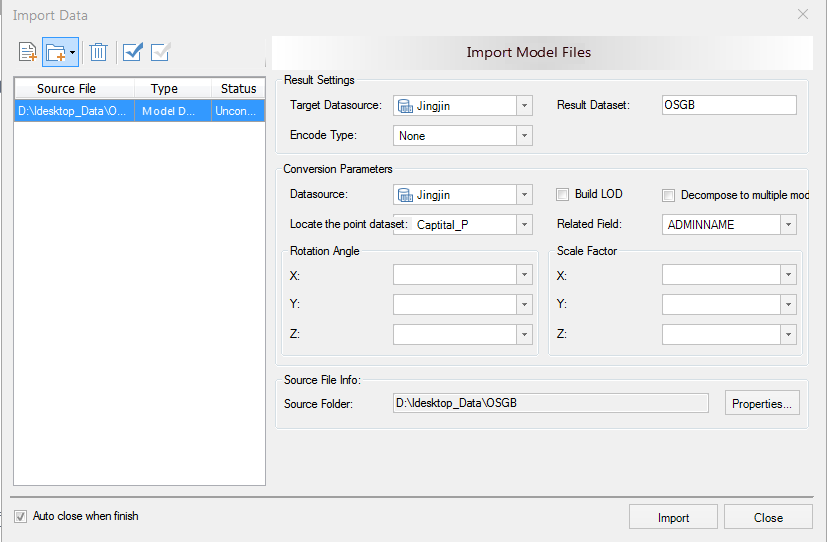 Import Data
Import Model Files
Source File Type Status
D:\Idesktop_Data\O... Model D... Uncon...
Result Settings
Target Datasource: Jingjin Result Dataset: OSGB
Encode Type: None
Conversion Parameters
Datasource: Jingjin Build LOD Decompose to multiple mod
Locate the point dataset: Captital_P Related Field: ADMINNAME
Rotation Angle Scale Factor
X: X:
Y: Y:
Z: Z:
Source File Info:
Source Folder: D:\Idesktop_Data\OSGB Properties...
Auto close when finish Import Close